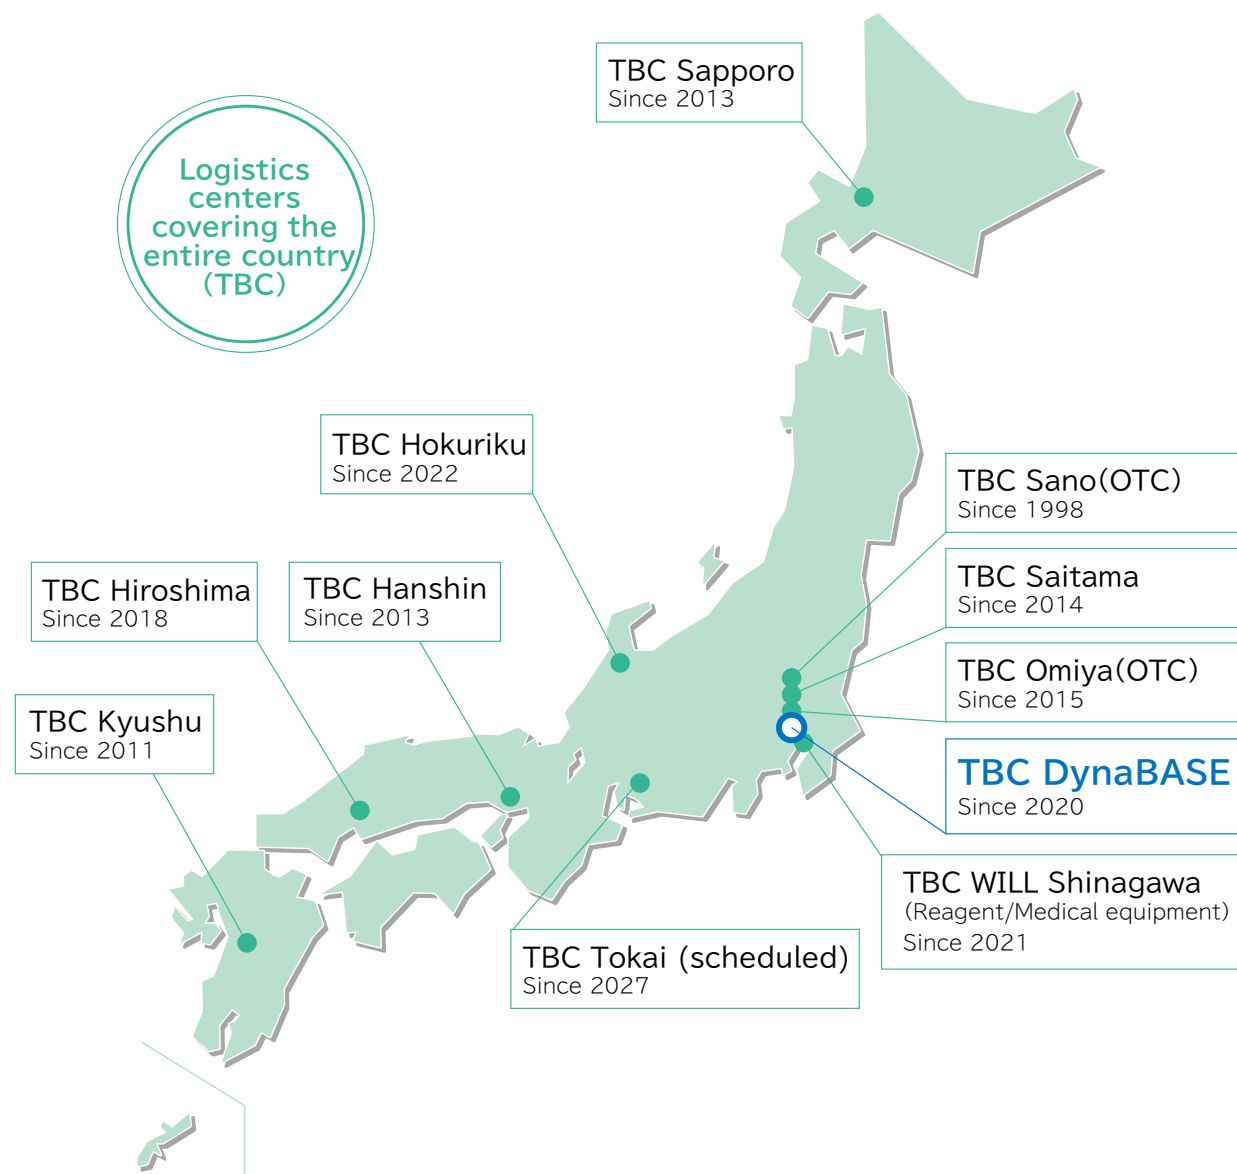 TBC Sapporo
Since 2013
Logistics
centers
covering the
entire country
(TBC)
TBC Hokuriku
Since 2022
TBC Sano(OTC)
Since 1998
TBC Hiroshima
Since 2018
TBC Hanshin
Since 2013
TBC Saitama
Since 2014
TBC Omiya(OTC)
Since 2015
TBC Kyushu
Since 2011
TBC DynaBASE
Since 2020
TBC WILL Shinagawa
(Reagent/Medical equipment)
Since 2021
TBC Tokai (scheduled)
Since 2027